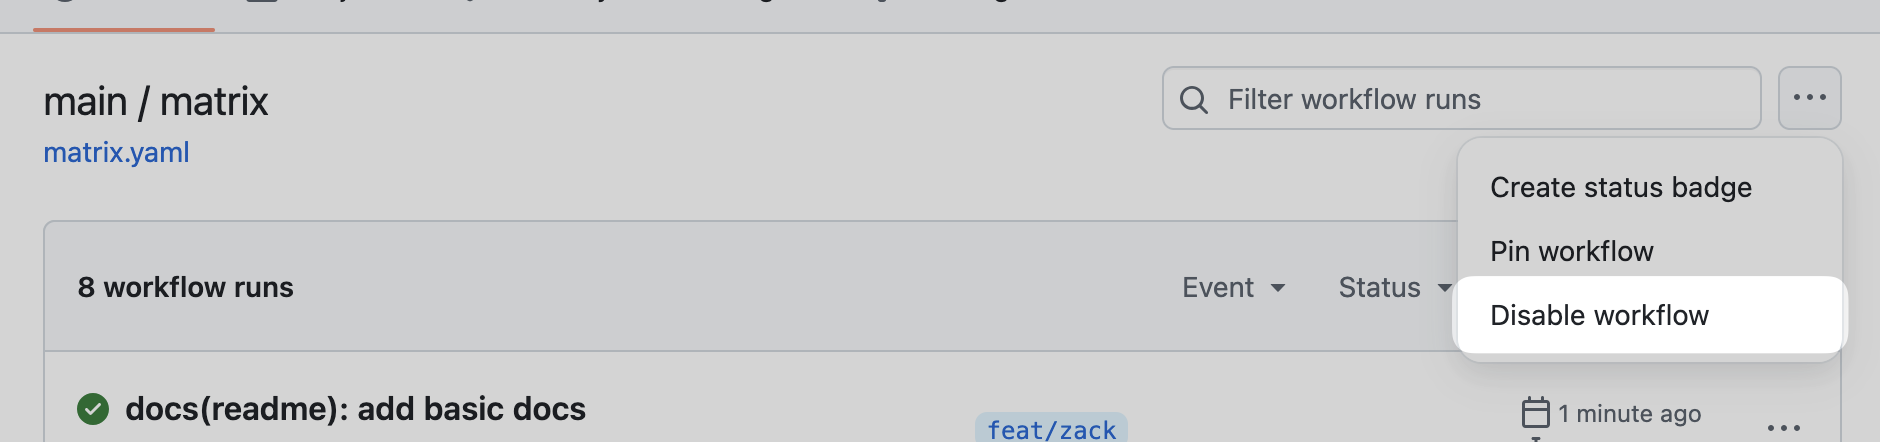 main / matrix
Filter workflow runs
matrix.yaml
Create status badge
Pin workflow
Disable workflow
8 workflow runs
Event
Status
docs(readme): add basic docs
feat/zack
1 minute ago